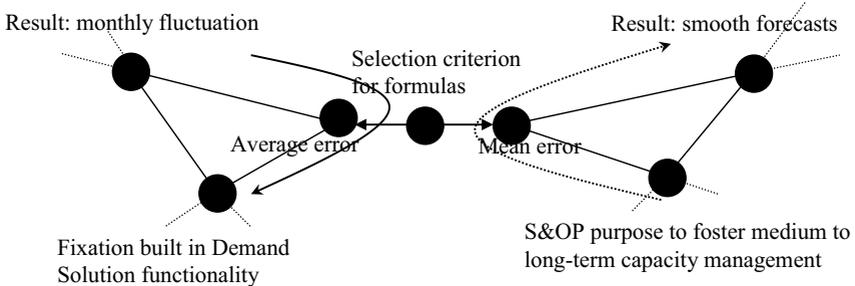 Result: monthly fluctuation
Result: smooth forecasts
Selection criterion
for formulas
Average error
Mean error
Fixation built in Demand
Solution functionality
S&OP purpose to foster medium to
long-term capacity management